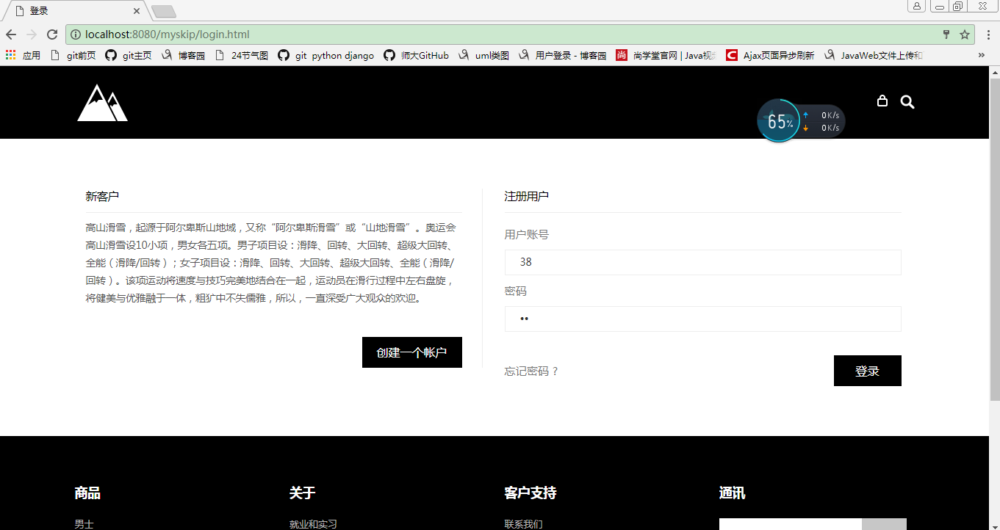 登录
localhost:8080/myskip/login.html
应用 git前页 git主页 博客园 24节气图 git python django 师大GitHub uml类图 用户登录 - 博客园 尚 尚学堂官网 | Java视 C Ajax页面异步刷新 JavaWeb文件上传和
65% 0K/s
0K/s
新客户
高山滑雪，起源于阿尔卑斯山地域，又称“阿尔卑斯滑雪”或“山地滑雪”。奥运会
高山滑雪设10小项，男女各五项。男子项目设：滑降、回转、大回转、超级大回转、
全能（滑降/回转）；女子项目设：滑降、回转、大回转、超级大回转、全能（滑降/
回转）。该项运动将速度与技巧完美地结合在一起，运动员在滑行过程中左右盘旋，
将健美与优雅融于一体，粗犷中不失儒雅，所以，一直深受广大观众的欢迎。
创建一个帐户
注册用户
用户账号
38
密码
••
忘记密码？
登录
商品 关于 客户支持 通讯
男士 就业和实习 联系我们